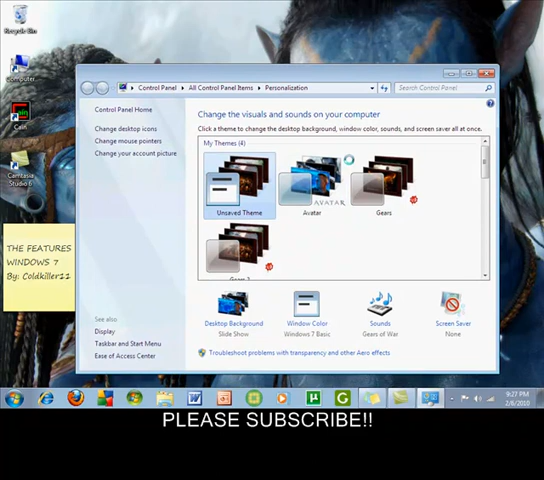 Recycle Bin
Computer
Cain
Camtasia
Studio 6
THE FEATURES
WINDOWS 7
By: Coldkiller11
Control Panel
All Control Panel Items
Personalization
Search Control Panel
Control Panel Home
Change desktop icons
Change mouse pointers
Change your account picture
See also
Display
Taskbar and Start Menu
Ease of Access Center
Change the visuals and sounds on your computer
Click a theme to change the desktop background, window color, sounds, and screen saver all at once.
My Themes (4)
Unsaved Theme
AVATAR
Avatar
Gears
Gears 2
Desktop Background
Slide Show
Window Color
Windows 7 Basic
Sounds
Gears of War
Screen Saver
None
Troubleshoot problems with transparency and other Aero effects
9:27 PM
2/6/2010
PLEASE SUBSCRIBE!!